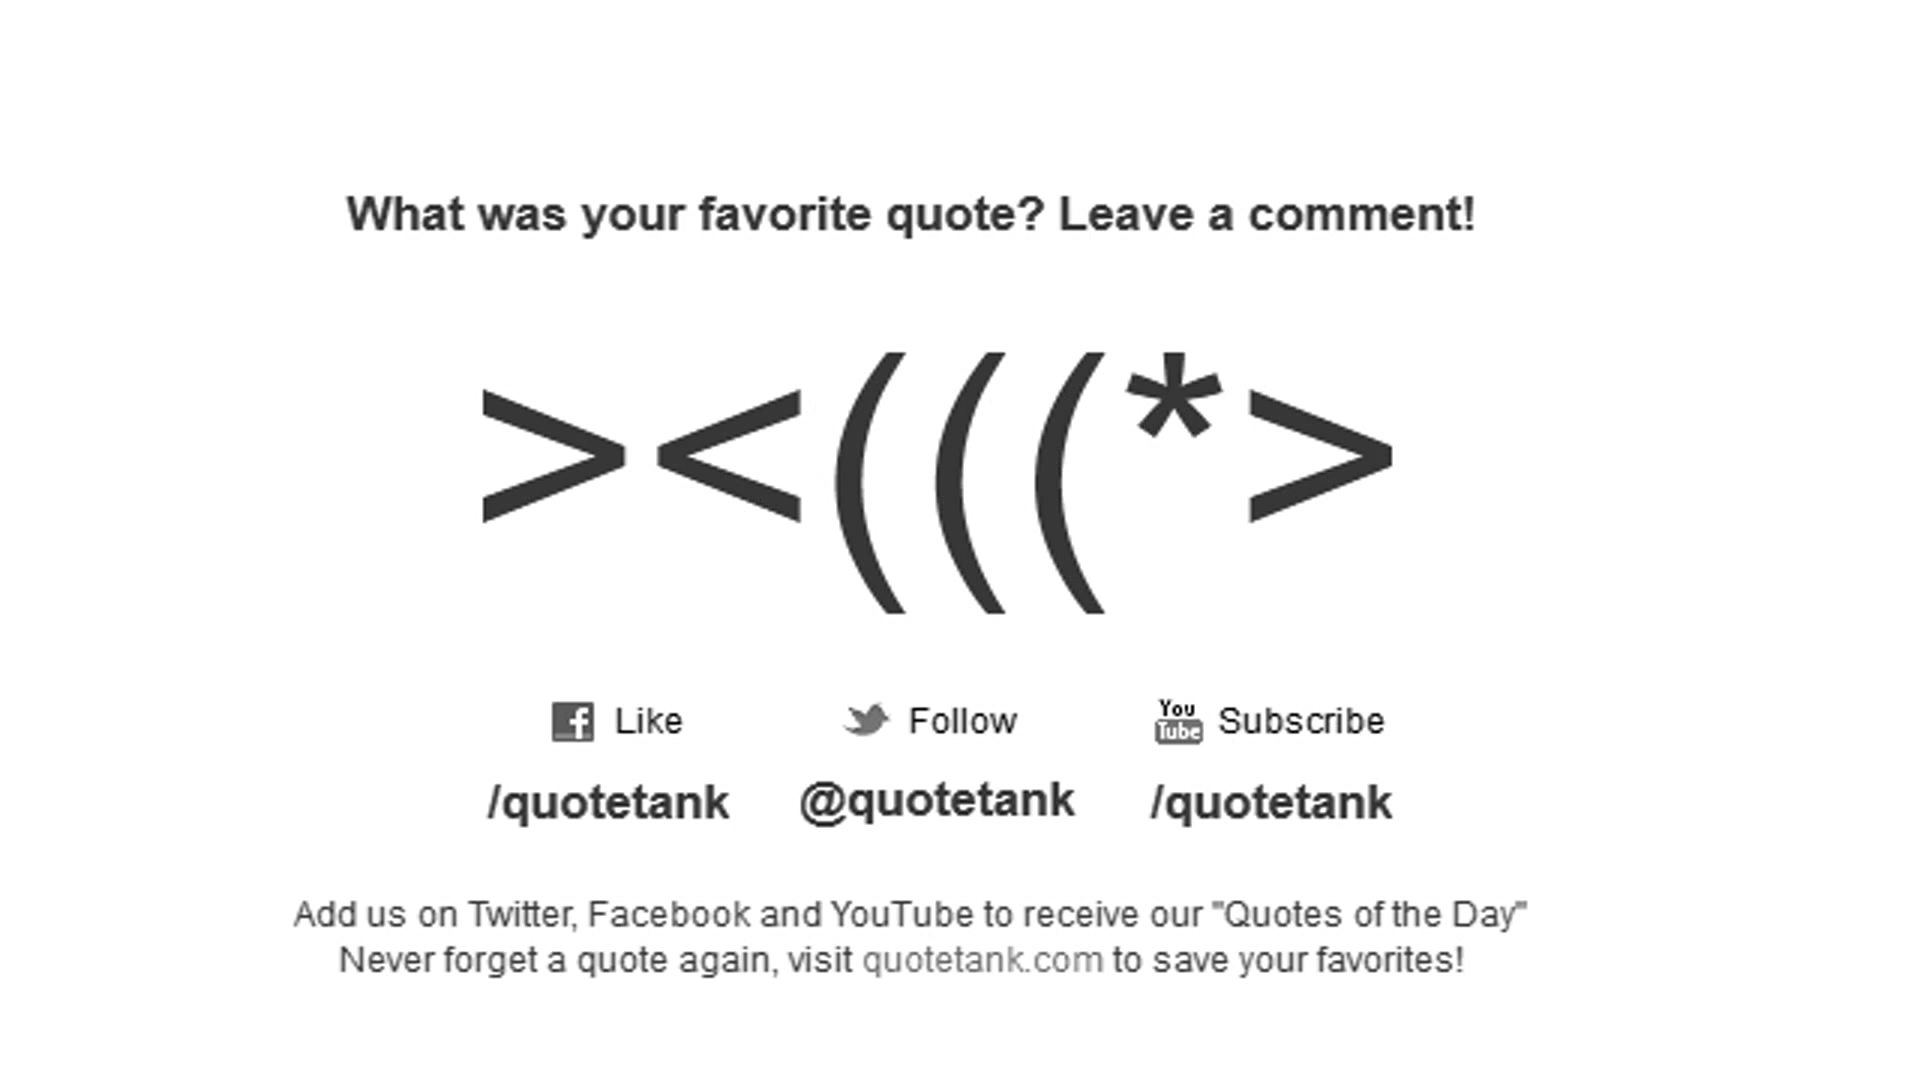 What was your favorite quote? Leave a comment!
><(((*>
f Like Follow You Tube Subscribe
/quotetank @quotetank /quotetank
Add us on Twitter, Facebook and YouTube to receive our "Quotes of the Day"
Never forget a quote again, visit quotetank.com to save your favorites!